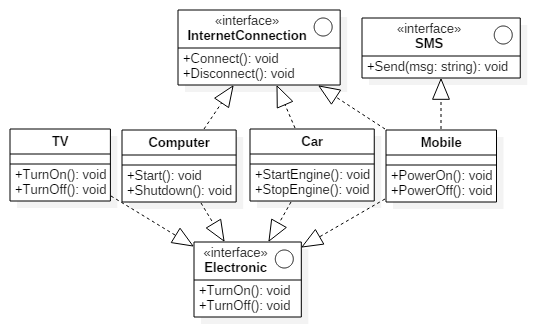 «interface»
InternetConnection
+Connect(): void
+Disconnect(): void
«interface»
SMS
+Send(msg: string): void
TV
+TurnOn(): void
+TurnOff(): void
Computer
+Start(): void
+Shutdown(): void
Car
+StartEngine(): void
+StopEngine(): void
Mobile
+PowerOn(): void
+PowerOff(): void
«interface»
Electronic
+TurnOn(): void
+TurnOff(): void